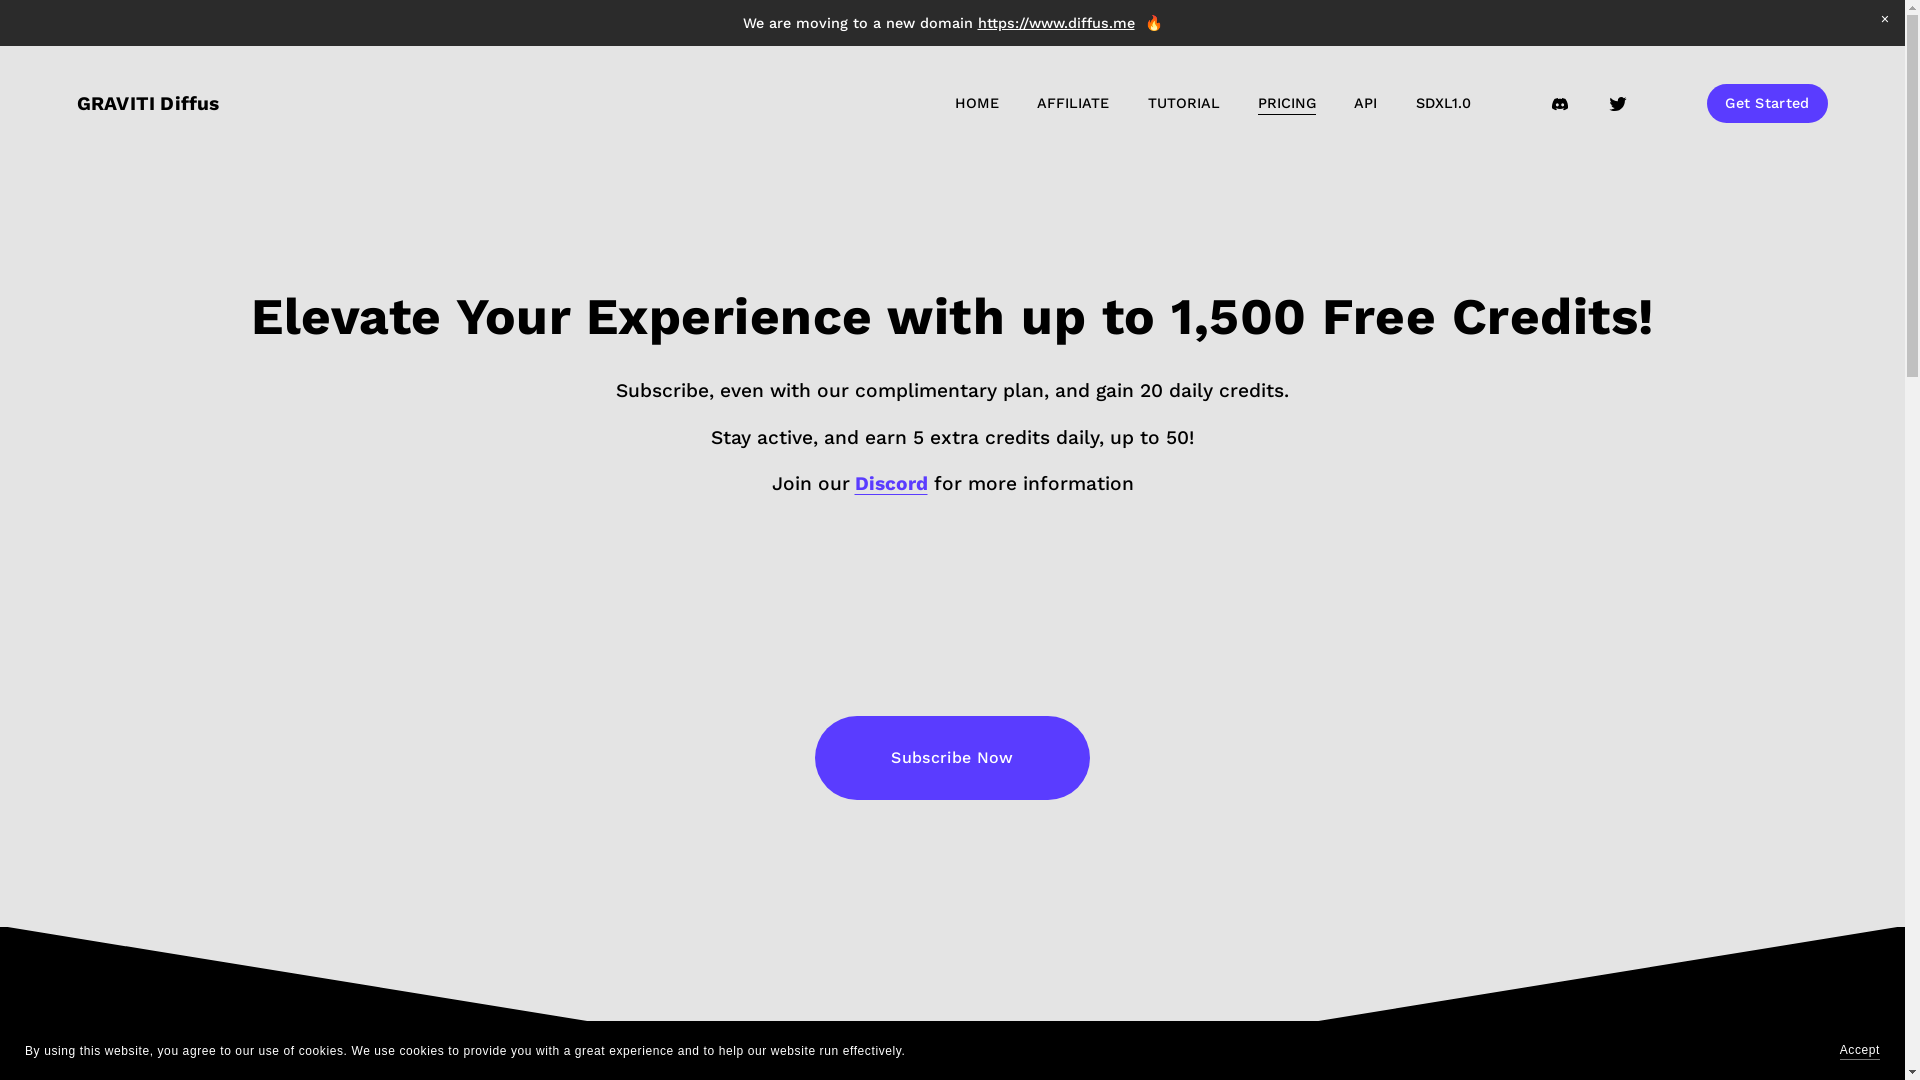 We are moving to a new domain https://www.diffus.me 🔥
×
GRAVITI Diffus
HOME AFFILIATE TUTORIAL PRICING API SDXL1.0 Get Started
Elevate Your Experience with up to 1,500 Free Credits!
Subscribe, even with our complimentary plan, and gain 20 daily credits.
Stay active, and earn 5 extra credits daily, up to 50!
Join our Discord for more information
Subscribe Now
By using this website, you agree to our use of cookies. We use cookies to provide you with a great experience and to help our website run effectively.
Accept